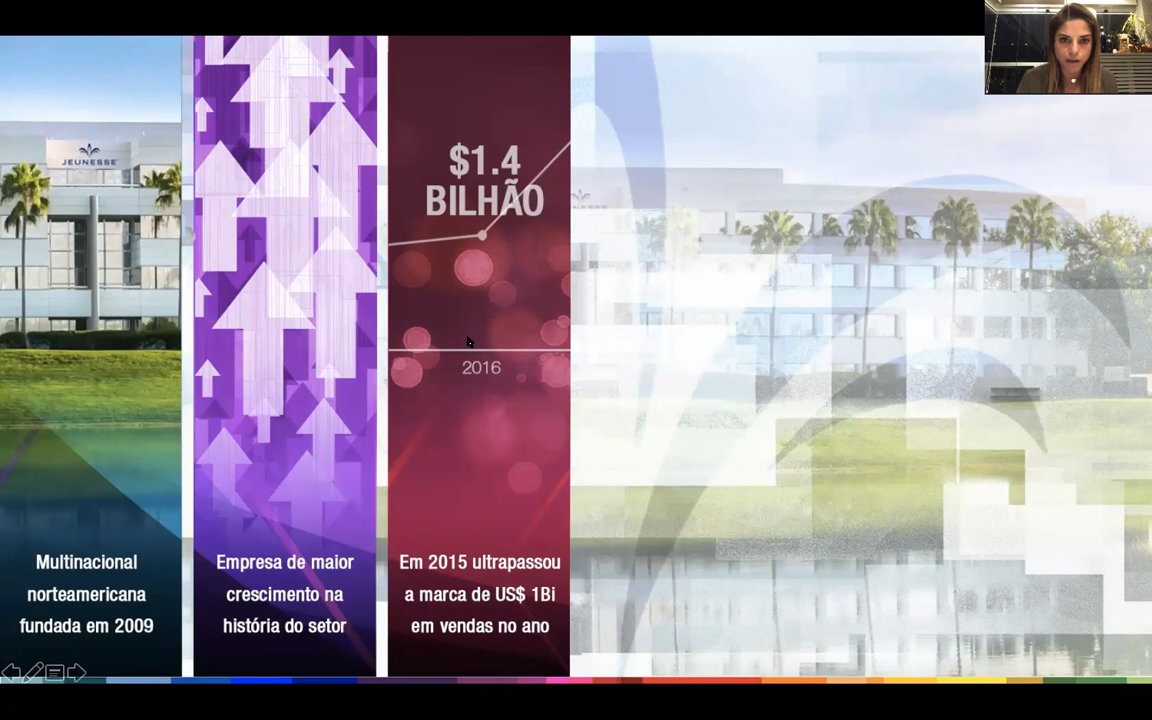 JEUNESSE
$1.4
BILHÃO
2016
Multinacional
norteamericana
fundada em 2009
Empresa de maior
crescimento na
história do setor
Em 2015 ultrapassou
a marca de US$ 1Bi
em vendas no ano